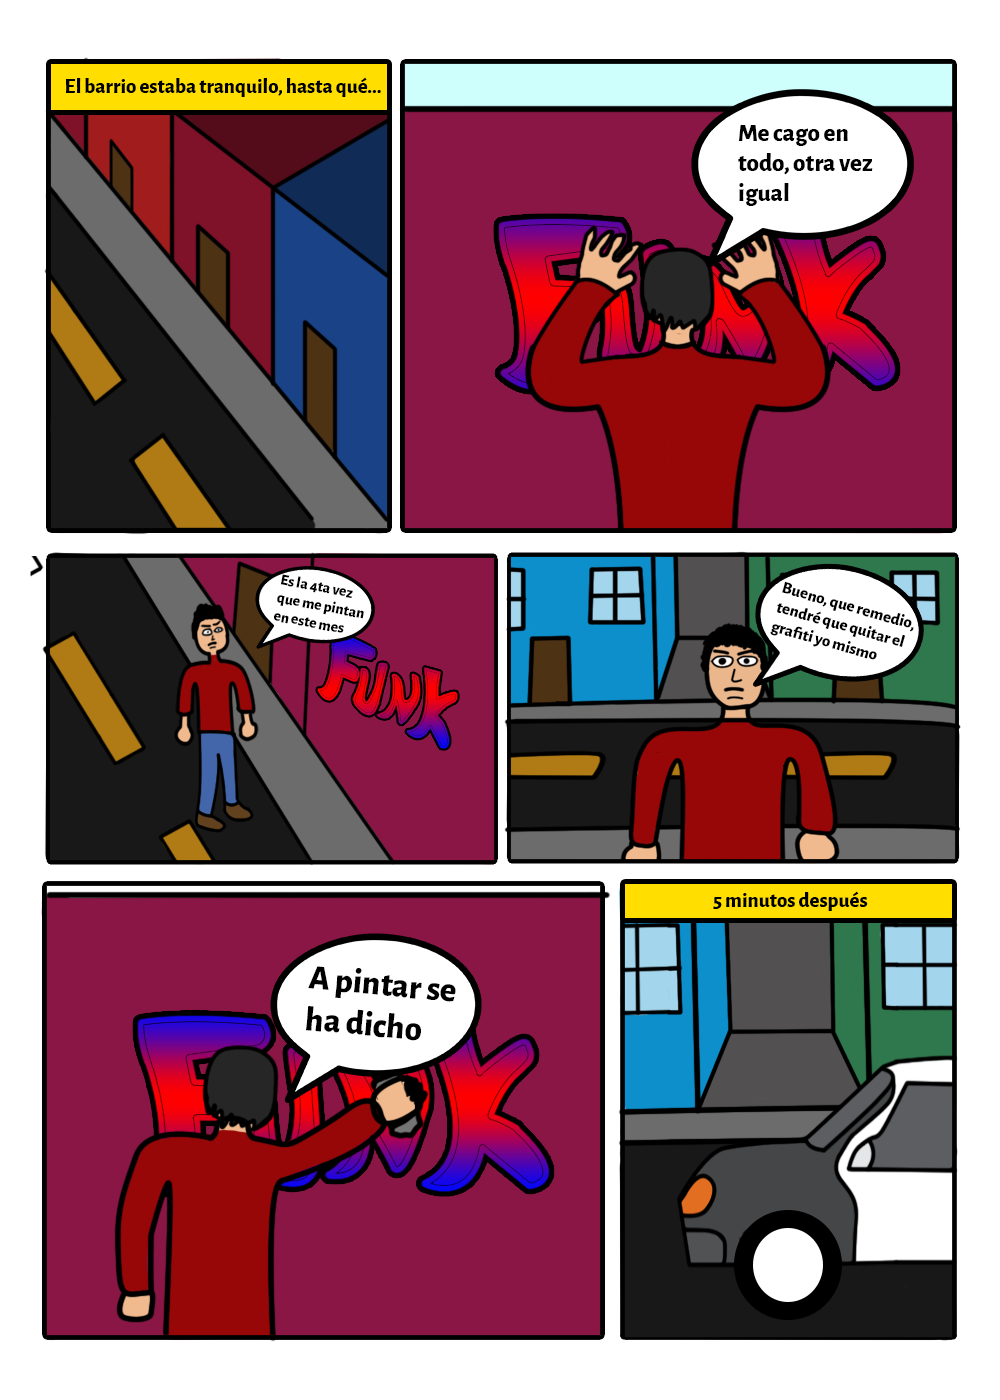 El barrio estaba tranquilo, hasta qué...
Me cago en
todo, otra vez
igual
FUNK
Es la 4ta vez
que me pintan
en este mes
FUNK
Bueno, que remedio,
tendré que quitar el
grafiti yo mismo
A pintar se
ha dicho
FUNK
5 minutos después